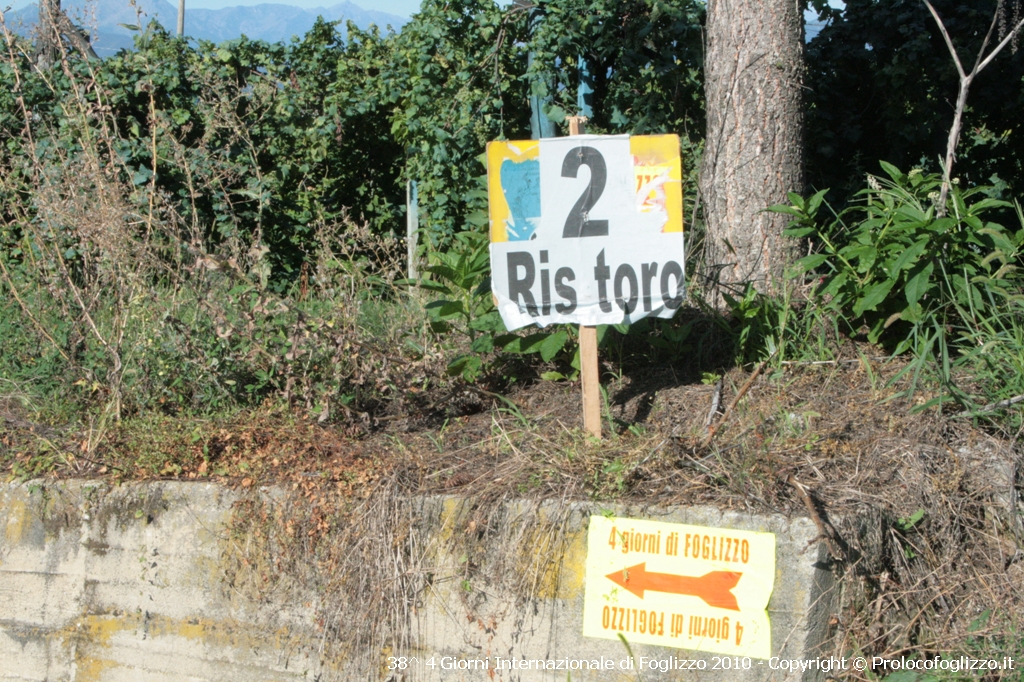 2
Ris toro
4 giorni di FOGLIZZO
4 giorni di FOGLIZZO
38^ 4 Giorni Internazionale di Foglizzo 2010 - Copyright © Prolocofoglizzo.it